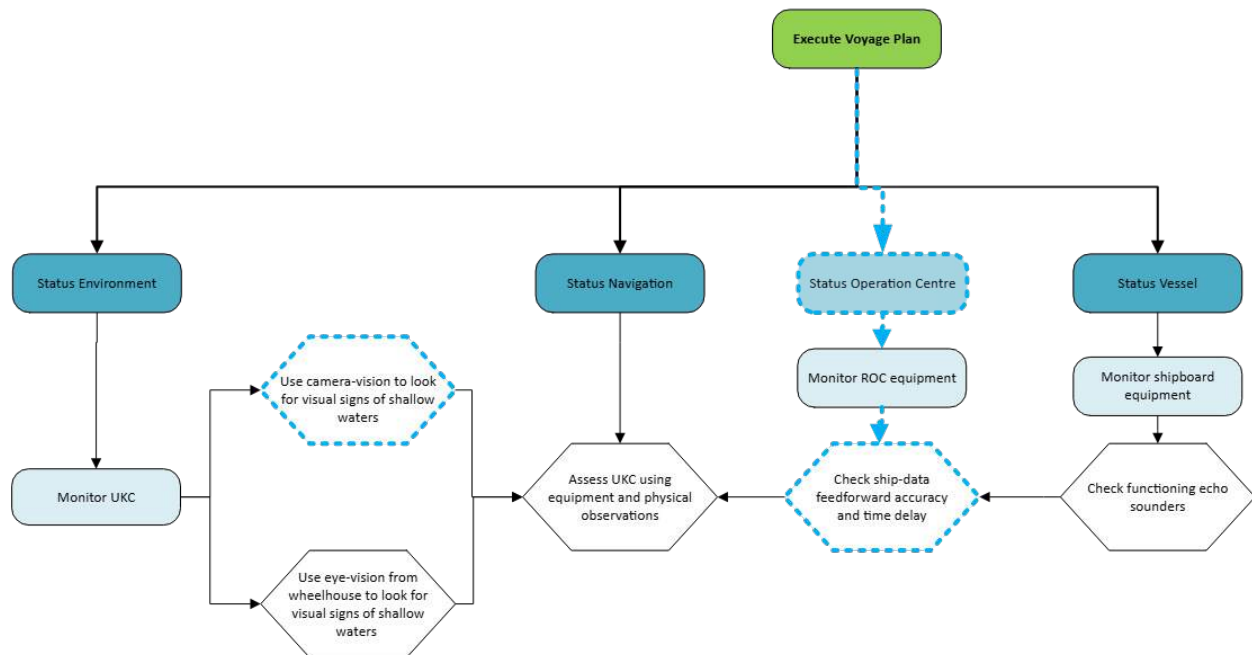 Execute Voyage Plan
Status Environment
Status Navigation
Status Operation Centre
Status Vessel
Use camera-vision to look
for visual signs of shallow
waters
Monitor ROC equipment
Monitor shipboard
equipment
Monitor UKC
Assess UKC using
equipment and physical
observations
Check ship-data
feedforward accuracy
and time delay
Check functioning echo
sounders
Use eye-vision from
wheelhouse to look for
visual signs of shallow
waters